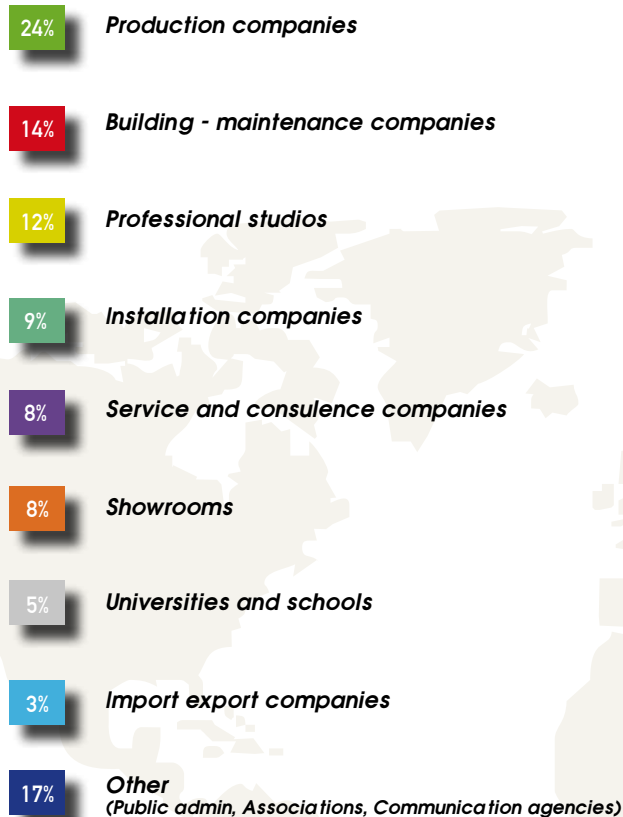 24% Production companies
14% Building - maintenance companies
12% Professional studios
9% Installation companies
8% Service and consulence companies
8% Showrooms
5% Universities and schools
3% Import export companies
17% Other
(Public admin, Associations, Communication agencies)